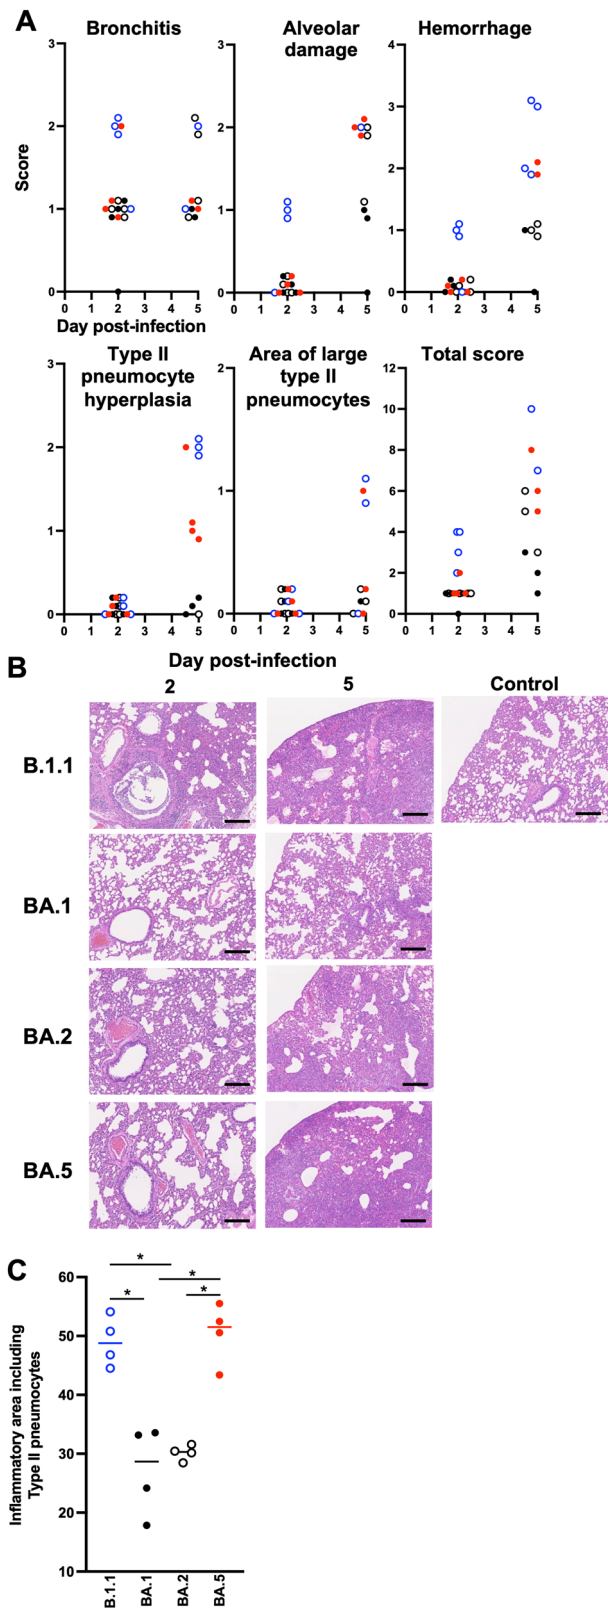 A
Bronchitis
Alveolar
damage
Hemorrhage
Score
3
2
1
0
3
2
1
0
4
3
2
1
0
0 1 2 3 4 5
0 1 2 3 4 5
0 1 2 3 4 5
Day post-infection
Type II
pneumocyte
hyperplasia
Area of large
type II
pneumocytes
Total score
3
2
1
0
2
1
0
12
10
8
6
4
2
0
0 1 2 3 4 5
0 1 2 3 4 5
0 1 2 3 4 5
B
Day post-infection
2
5
Control
B.1.1
BA.1
BA.2
BA.5
C
* * * *
Inflammatory area including
Type II pneumocytes
60
50
40
30
20
10
B.1.1
BA.1
BA.2
BA.5